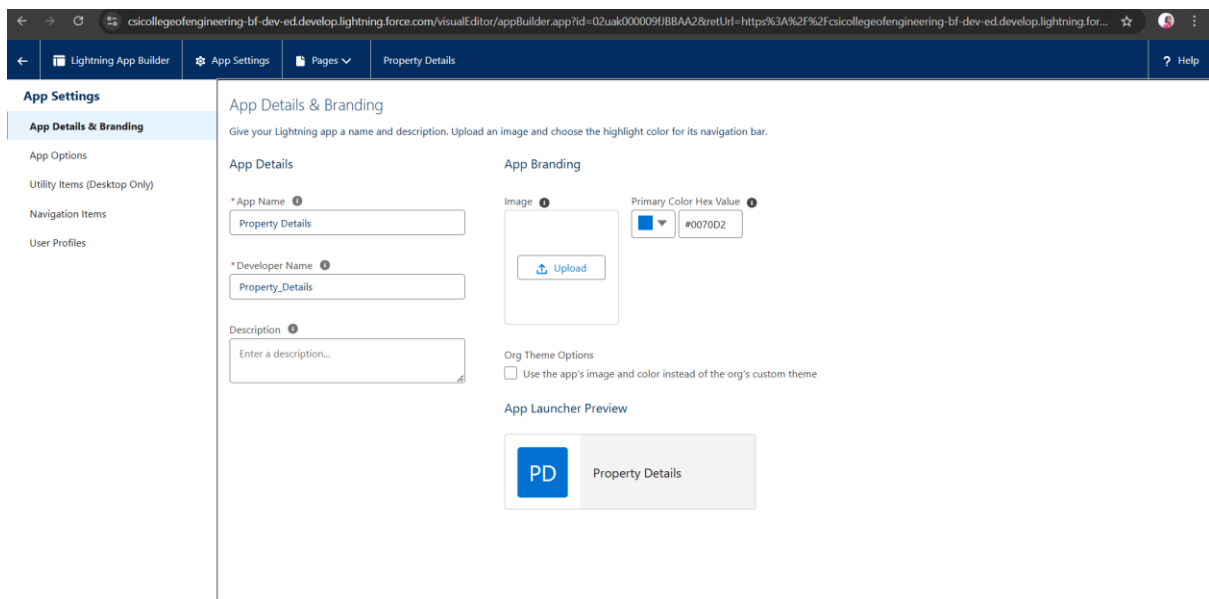 csicollegeofengineering-bf-dev-ed.develop.lightning.force.com/visualEditor/appBuilder.app?id=02uak000009fJBBAA2&retUrl=https%3A%2F%2Fcsicollegeofengineering-bf-dev-ed.develop.lightning.for...
Lightning App Builder App Settings Pages Property Details ? Help
App Settings
App Details & Branding
App Options
Utility Items (Desktop Only)
Navigation Items
User Profiles
App Details & Branding
Give your Lightning app a name and description. Upload an image and choose the highlight color for its navigation bar.
App Details
*App Name
Property Details
*Developer Name
Property_Details
Description
Enter a description...
App Branding
Image
Upload
Primary Color Hex Value
#0070D2
Org Theme Options
Use the app's image and color instead of the org's custom theme
App Launcher Preview
PD Property Details